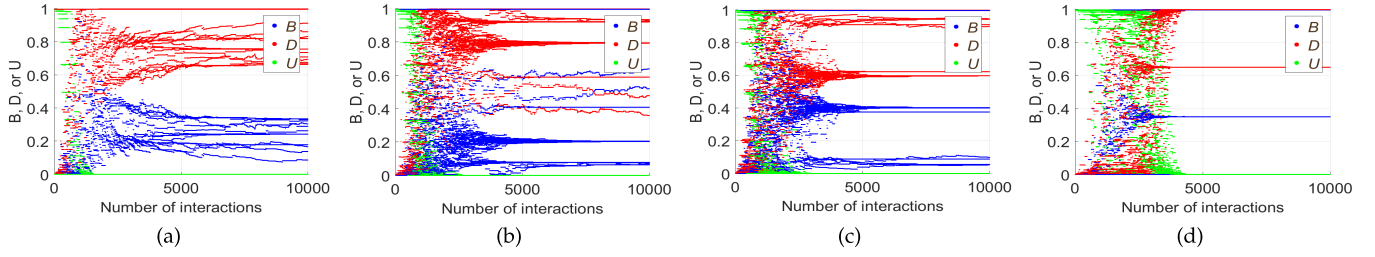 B, D, or U
1
0.8
0.6
0.4
0.2
0
0
5000
10000
Number of interactions
B
D
U
(a)
B, D, or U
1
0.8
0.6
0.4
0.2
0
0
5000
10000
Number of interactions
B
D
U
(b)
B, D, or U
1
0.8
0.6
0.4
0.2
0
0
5000
10000
Number of interactions
B
D
U
(c)
B, D, or U
1
0.8
0.6
0.4
0.2
0
0
5000
10000
Number of interactions
B
D
U
(d)